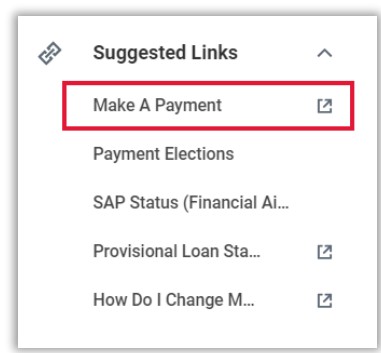 Suggested Links
Make A Payment
Payment Elections
SAP Status (Financial Ai...
Provisional Loan Sta...
How Do I Change M...